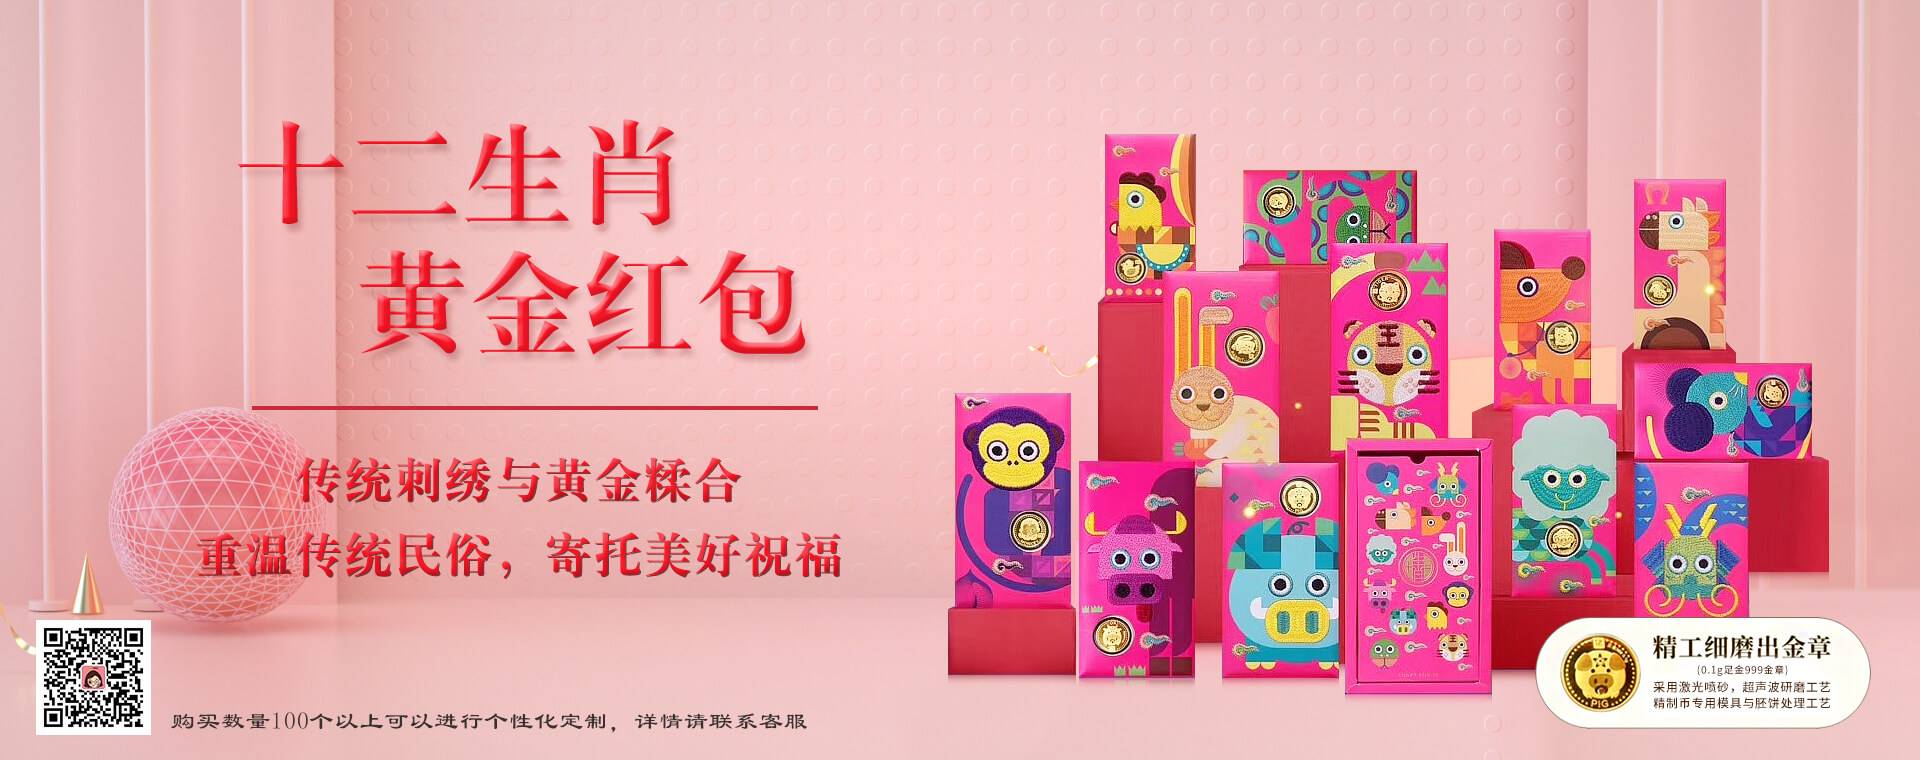 十二生肖
黄金红包
传统刺绣与黄金糅合
重温传统民俗，寄托美好祝福
购买数量100个以上可以进行个性化定制，详情请联系客服
王
精工细磨出金章
(0.1g足金999金章)
采用激光喷砂，超声波研磨工艺
精制币专用模具与胚饼处理工艺
PIG